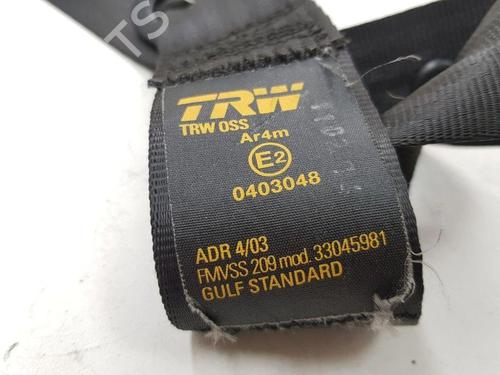 TRW
TRW OSS
Ar4m
E2
0403048
ADR 4/03
FMVSS 209 mod. 33045981
GULF STANDARD